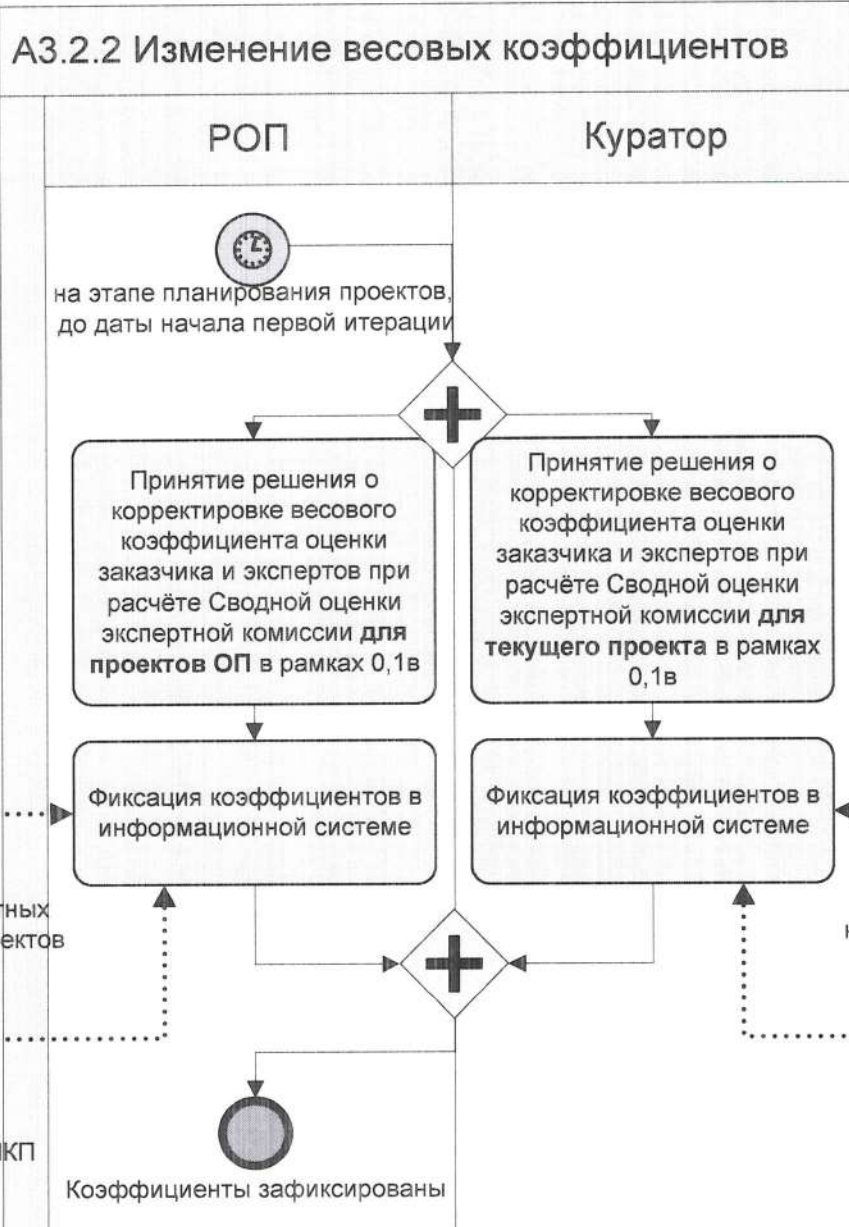 А3.2.2 Изменение весовых коэффициентов
РОП
Куратор
на этапе планирования проектов,
до даты начала первой итерации
Принятие решения о
корректировке весового
коэффициента оценки
заказчика и экспертов при
расчёте Сводной оценки
экспертной комиссии для
проектов ОП в рамках 0,1в
Принятие решения о
корректировке весового
коэффициента оценки
заказчика и экспертов при
расчёте Сводной оценки
экспертной комиссии для
текущего проекта в рамках
0,1в
Фиксация коэффициентов в
информационной системе
Фиксация коэффициентов в
информационной системе
тных
ектов
КП
Коэффициенты зафиксированы